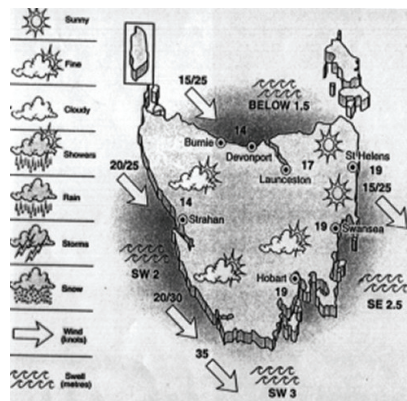 Sunny
Fine
Cloudy
Showers
Rain
Storms
Snow
Wind
(knots)
Swell
(metres)
15/25
BELOW 1.5
14
Burnie
Devonport
20/25
17
Launceston
St Helens
19
15/25
14
Strahan
19
Swansea
SW 2
Hobart
19
SE 2.5
20/30
35
SW 3